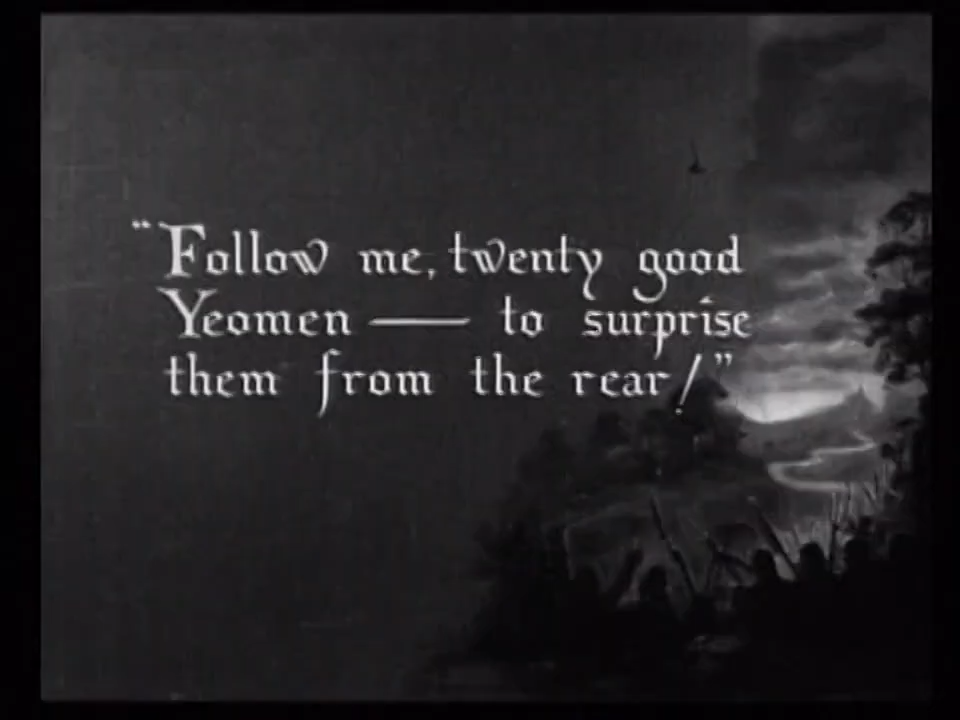 “Follow me, twenty good
Yeomen — to surprise
them from the rear!”